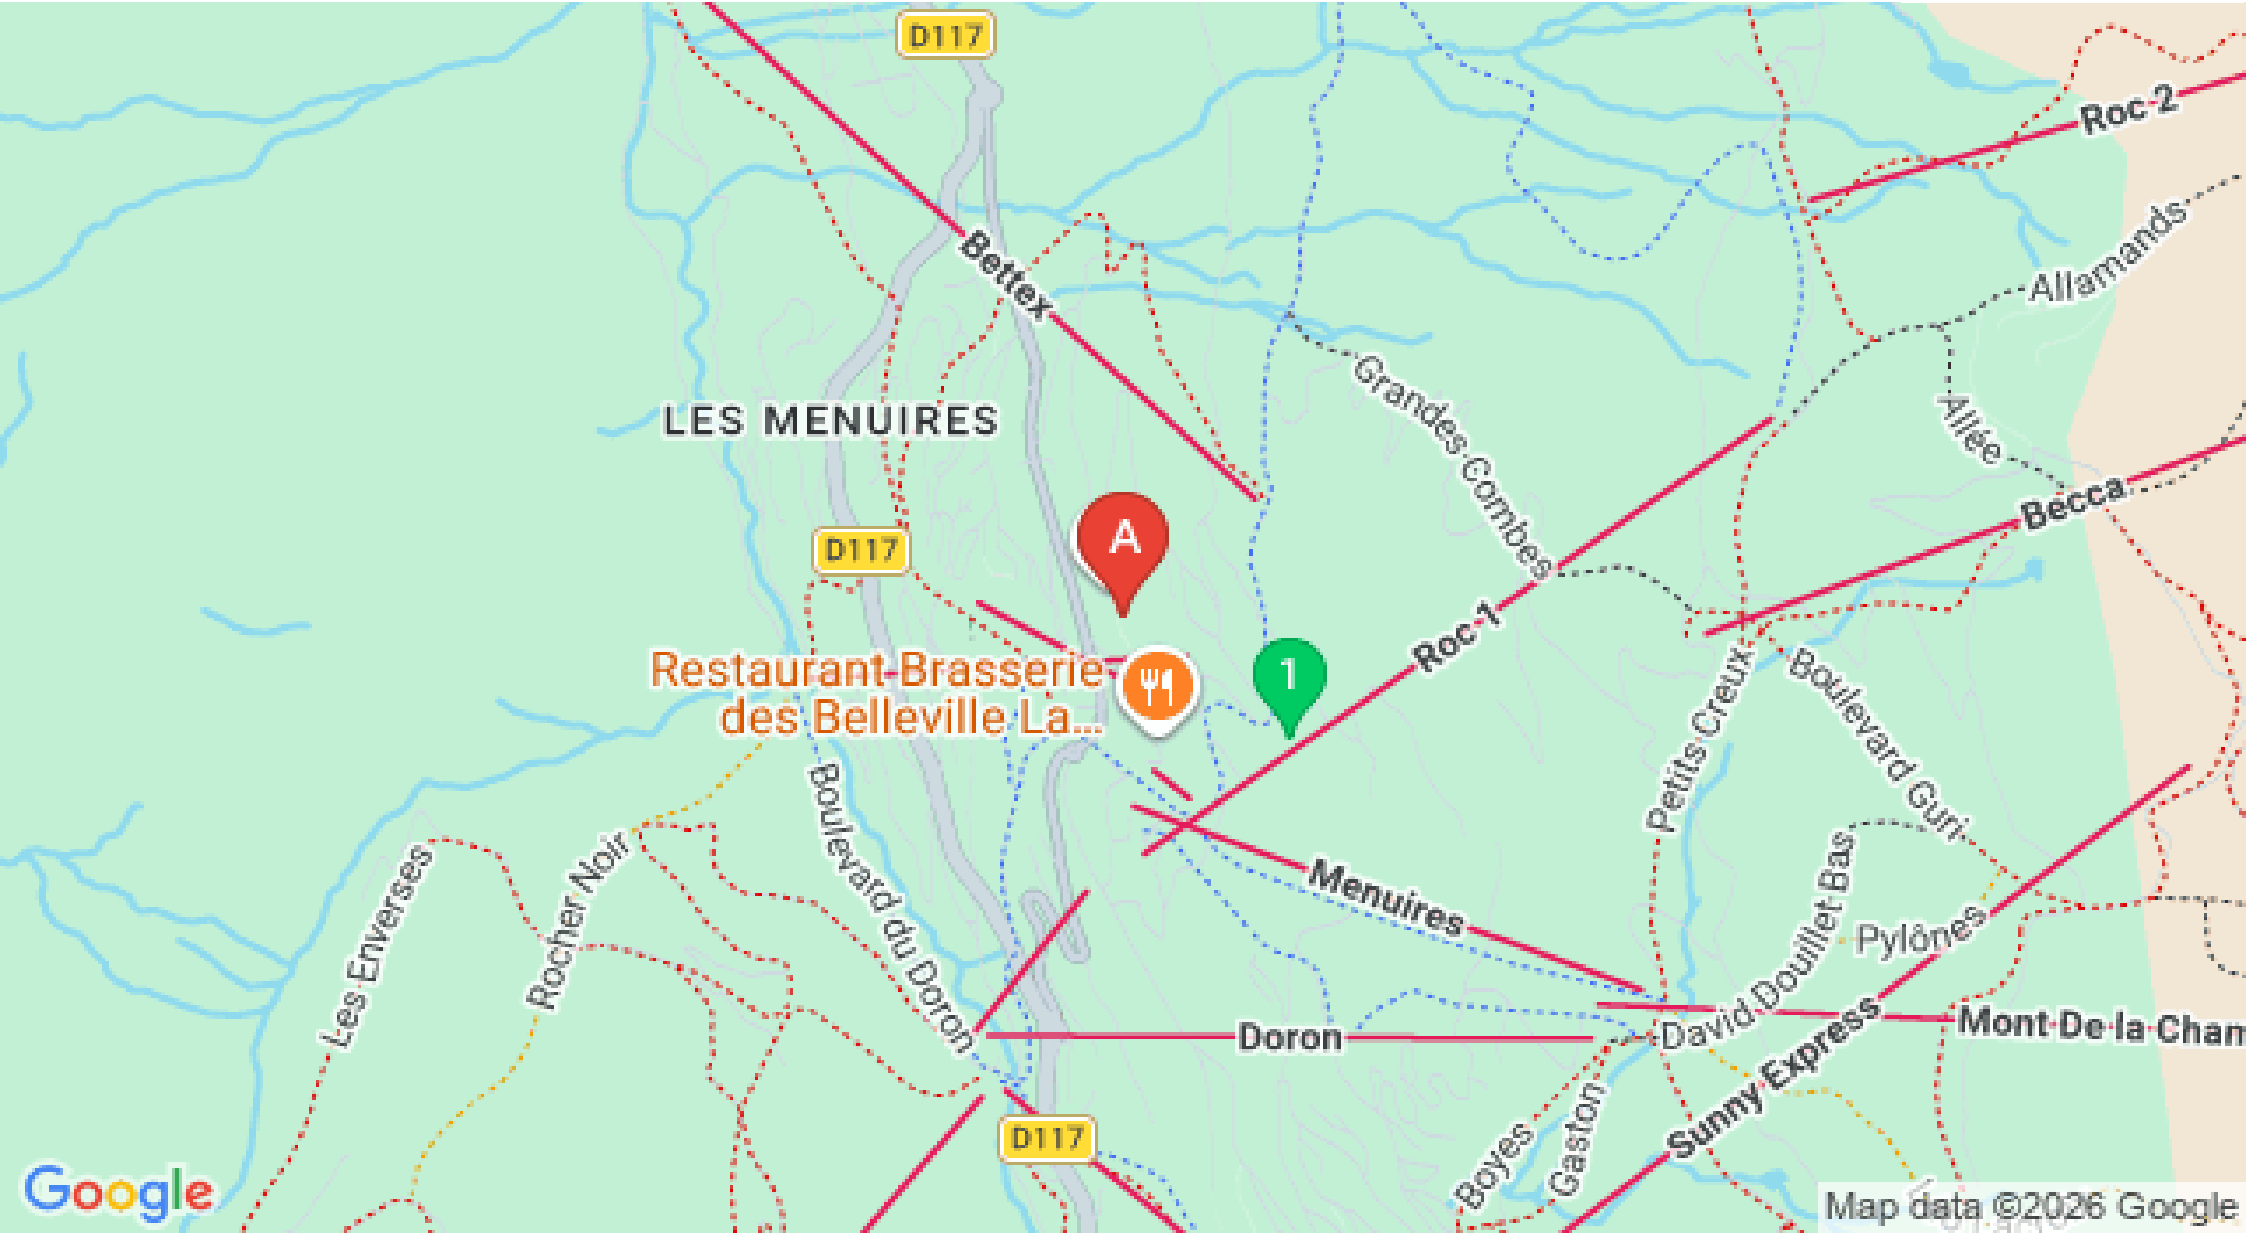 D117
Roc 2
Allamands
Bettex
Grandes Combes
Allée
LES MENUIRES
Becca
D117
A
Roc 1
Restaurant Brasserie
des Belleville La...
1
Petits Creux
Boulevard Guri
Boulevard du Doron
Les Enverses
Rocher Noir
Menuires
David Douillet Bas
Pylônes
Doron
Mont De la Cham
Sunny Express
D117
Boyes
Gaston
Google
Map data ©2026 Google